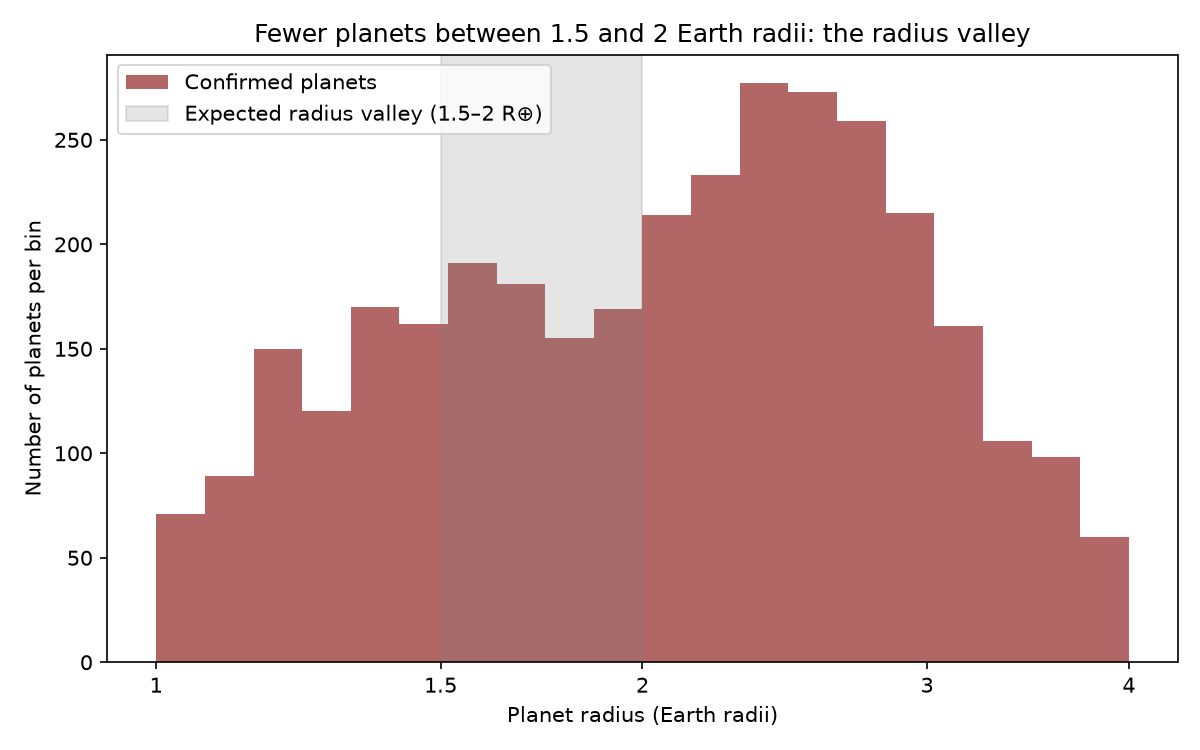 Fewer planets between 1.5 and 2 Earth radii: the radius valley
Confirmed planets
Expected radius valley (1.5–2 R⊕)
Number of planets per bin
250
200
150
100
50
0
1
1.5
2
3
4
Planet radius (Earth radii)